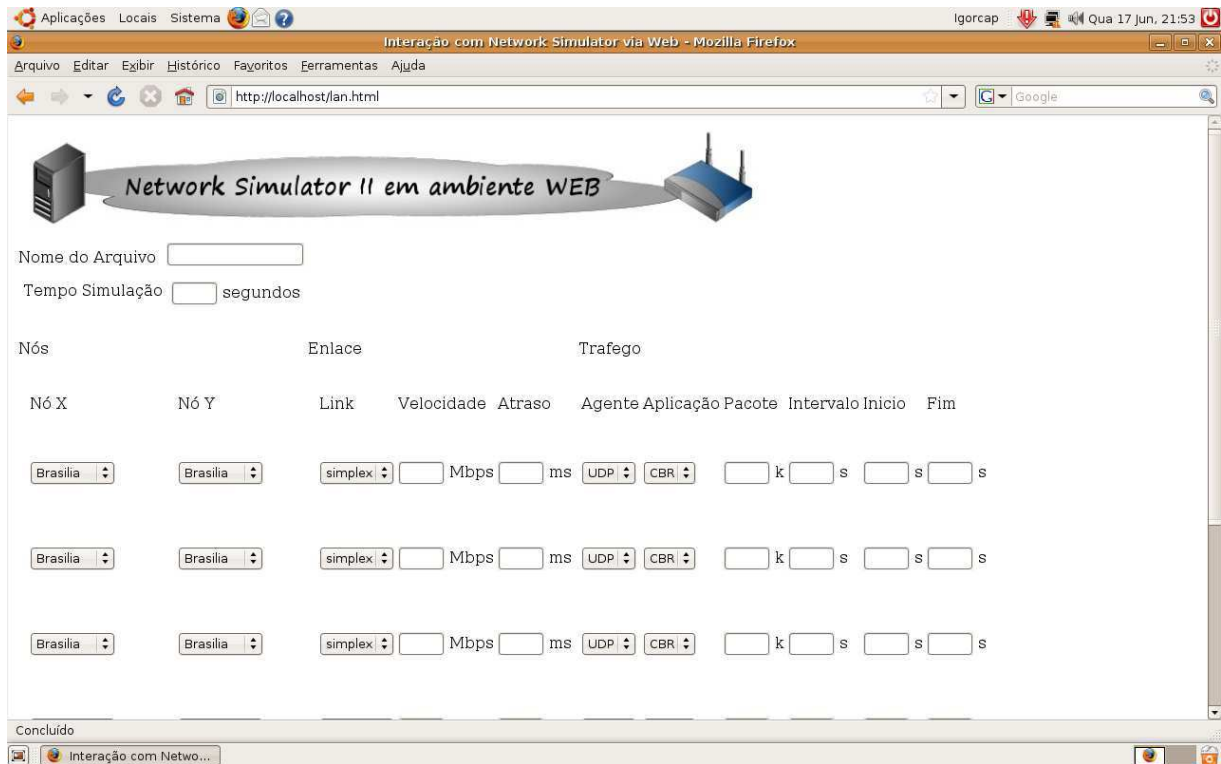 Aplicações Locais Sistema Igorcap Qua 17 Jun, 21:53
Interação com Network Simulator via Web - Mozilla Firefox
Arquivo Editar Exibir Histórico Favoritos Ferramentas Ajuda
http://localhost/lan.html Google
Network Simulator II em ambiente WEB
Nome do Arquivo
Tempo Simulação segundos
Nós Enlace Trafego
Nó X Nó Y Link Velocidade Atraso Agente Aplicação Pacote Intervalo Inicio Fim
Brasilia Brasilia simplex Mbps ms UDP CBR k s s s
Brasilia Brasilia simplex Mbps ms UDP CBR k s s s
Brasilia Brasilia simplex Mbps ms UDP CBR k s s s
Concluído
Interação com Netwo...